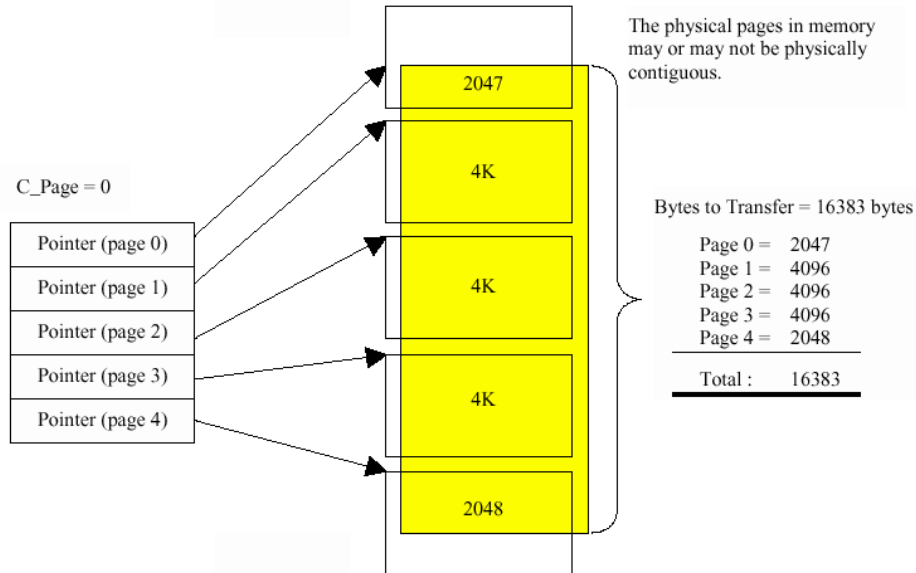 The physical pages in memory
may or may not be physically
contiguous.
2047
4K
C_Page = 0
Pointer (page 0)
Pointer (page 1)
Pointer (page 2)
Pointer (page 3)
Pointer (page 4)
4K
4K
2048
Bytes to Transfer = 16383 bytes
Page 0 = 2047
Page 1 = 4096
Page 2 = 4096
Page 3 = 4096
Page 4 = 2048
Total : 16383